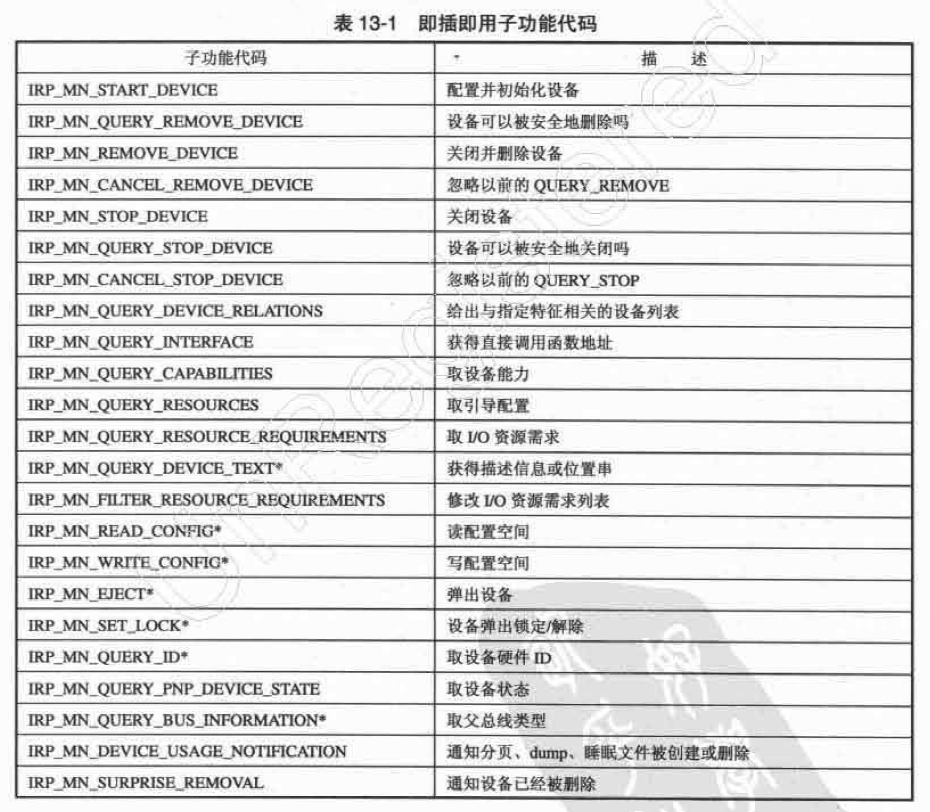 表 13-1 即插即用子功能代码
子功能代码 描 述
IRP_MN_START_DEVICE 配置并初始化设备
IRP_MN_QUERY_REMOVE_DEVICE 设备可以被安全地删除吗
IRP_MN_REMOVE_DEVICE 关闭并删除设备
IRP_MN_CANCEL_REMOVE_DEVICE 忽略以前的 QUERY_REMOVE
IRP_MN_STOP_DEVICE 关闭设备
IRP_MN_QUERY_STOP_DEVICE 设备可以被安全地关闭吗
IRP_MN_CANCEL_STOP_DEVICE 忽略以前的 QUERY_STOP
IRP_MN_QUERY_DEVICE_RELATIONS 给出与指定特征相关的设备列表
IRP_MN_QUERY_INTERFACE 获得直接调用函数地址
IRP_MN_QUERY_CAPABILITIES 取设备能力
IRP_MN_QUERY_RESOURCES 取引导配置
IRP_MN_QUERY_RESOURCE_REQUIREMENTS 取 I/O 资源需求
IRP_MN_QUERY_DEVICE_TEXT* 获得描述信息或位置串
IRP_MN_FILTER_RESOURCE_REQUIREMENTS 修改 I/O 资源需求列表
IRP_MN_READ_CONFIG* 读配置空间
IRP_MN_WRITE_CONFIG* 写配置空间
IRP_MN_EJECT* 弹出设备
IRP_MN_SET_LOCK* 设备弹出锁定/解除
IRP_MN_QUERY_ID* 取设备硬件 ID
IRP_MN_QUERY_PNP_DEVICE_STATE 取设备状态
IRP_MN_QUERY_BUS_INFORMATION* 取父总线类型
IRP_MN_DEVICE_USAGE_NOTIFICATION 通知分页、dump、睡眠文件被创建或删除
IRP_MN_SURPRISE_REMOVAL 通知设备已经被删除
UnRegistered